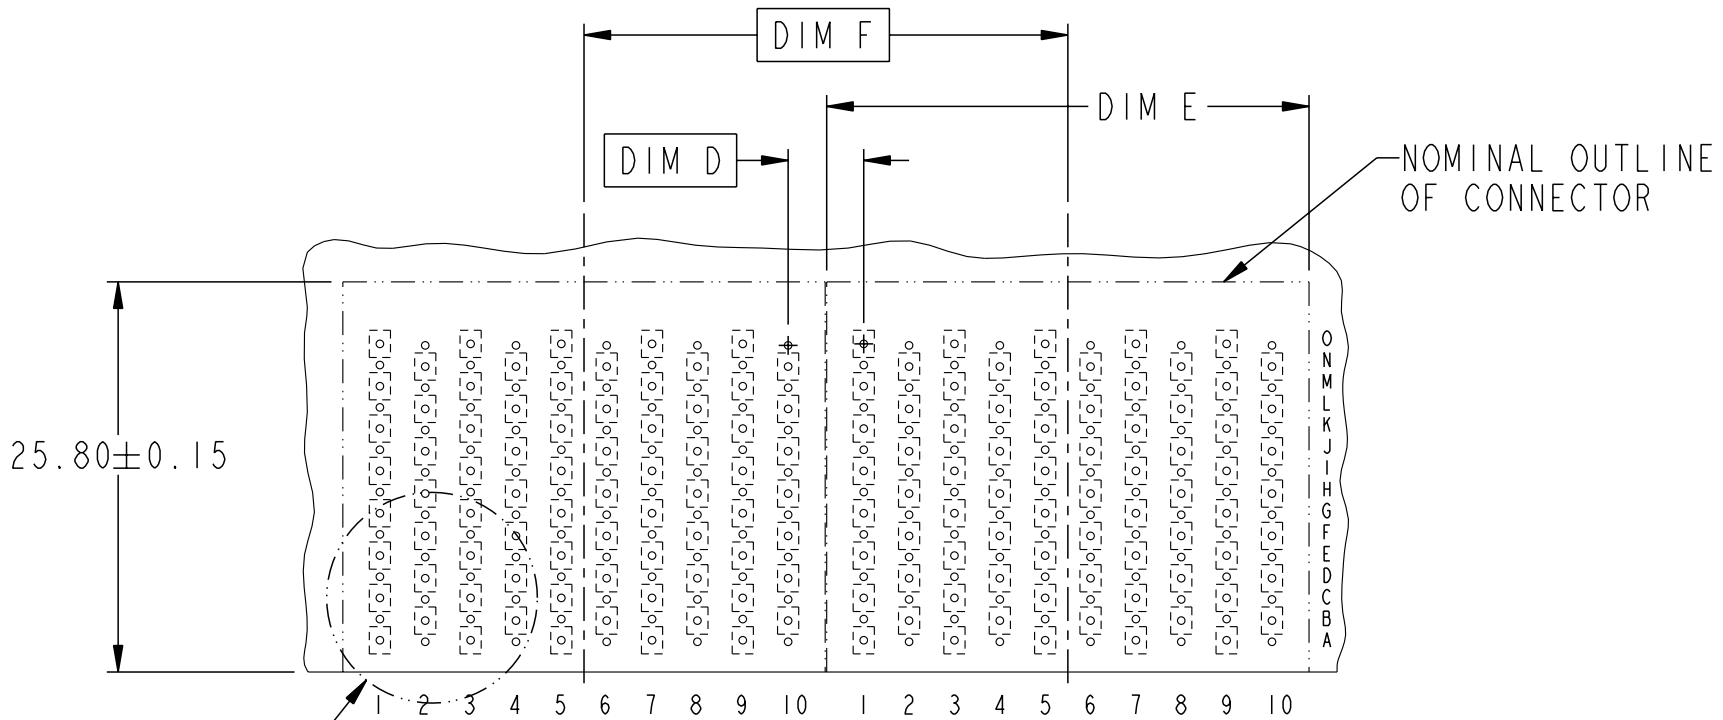 DIM F
DIM E
DIM D
NOMINAL OUTLINE
OF CONNECTOR
25.80±0.15
O
N
M
L
K
J
I
H
G
F
E
D
C
B
A
1 2 3 4 5 6 7 8 9 10 1 2 3 4 5 6 7 8 9 10